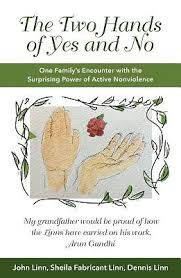 The Two Hands
of Yes and No
One Family's Encounter with the
Surprising Power of Active Nonviolence
My grandfather would be proud of how
the Linns have carried on his work.
Arun Gandhi
John Linn, Sheila Fabricant Linn, Dennis Linn